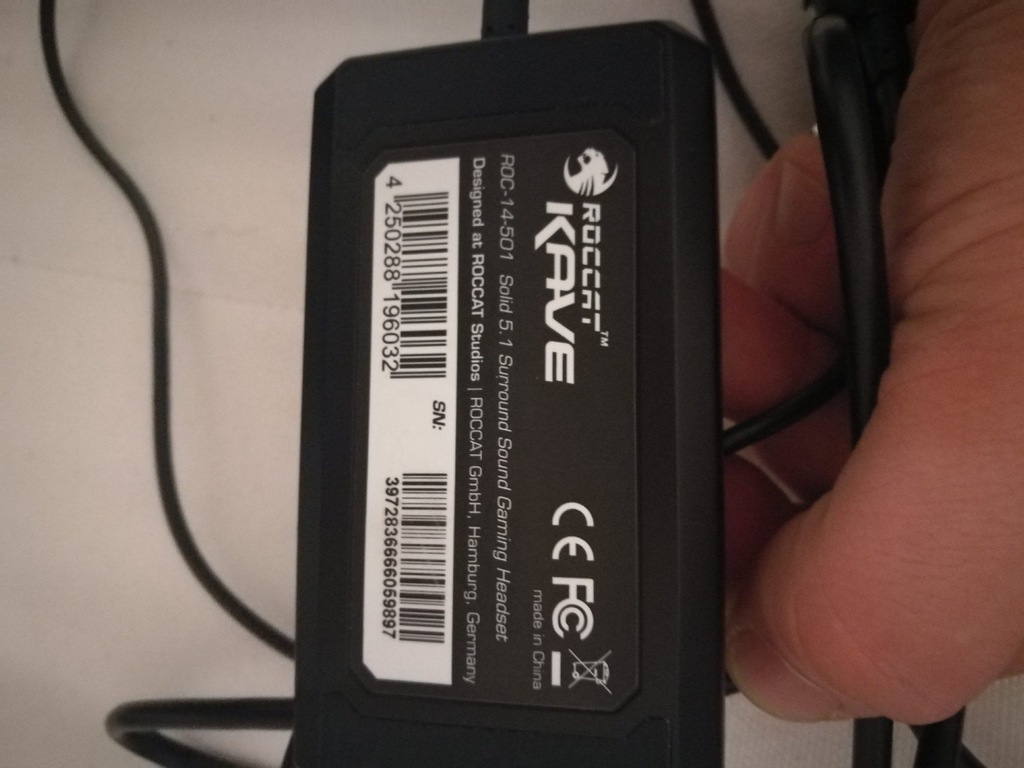 ROCCAT™
KAVE
CE FC
made in China
ROC-14-501 Solid 5.1 Surround Sound Gaming Headset
Designed at ROCCAT Studios | ROCCAT GmbH, Hamburg, Germany
4 250288 196032
SN:
3972836666059897